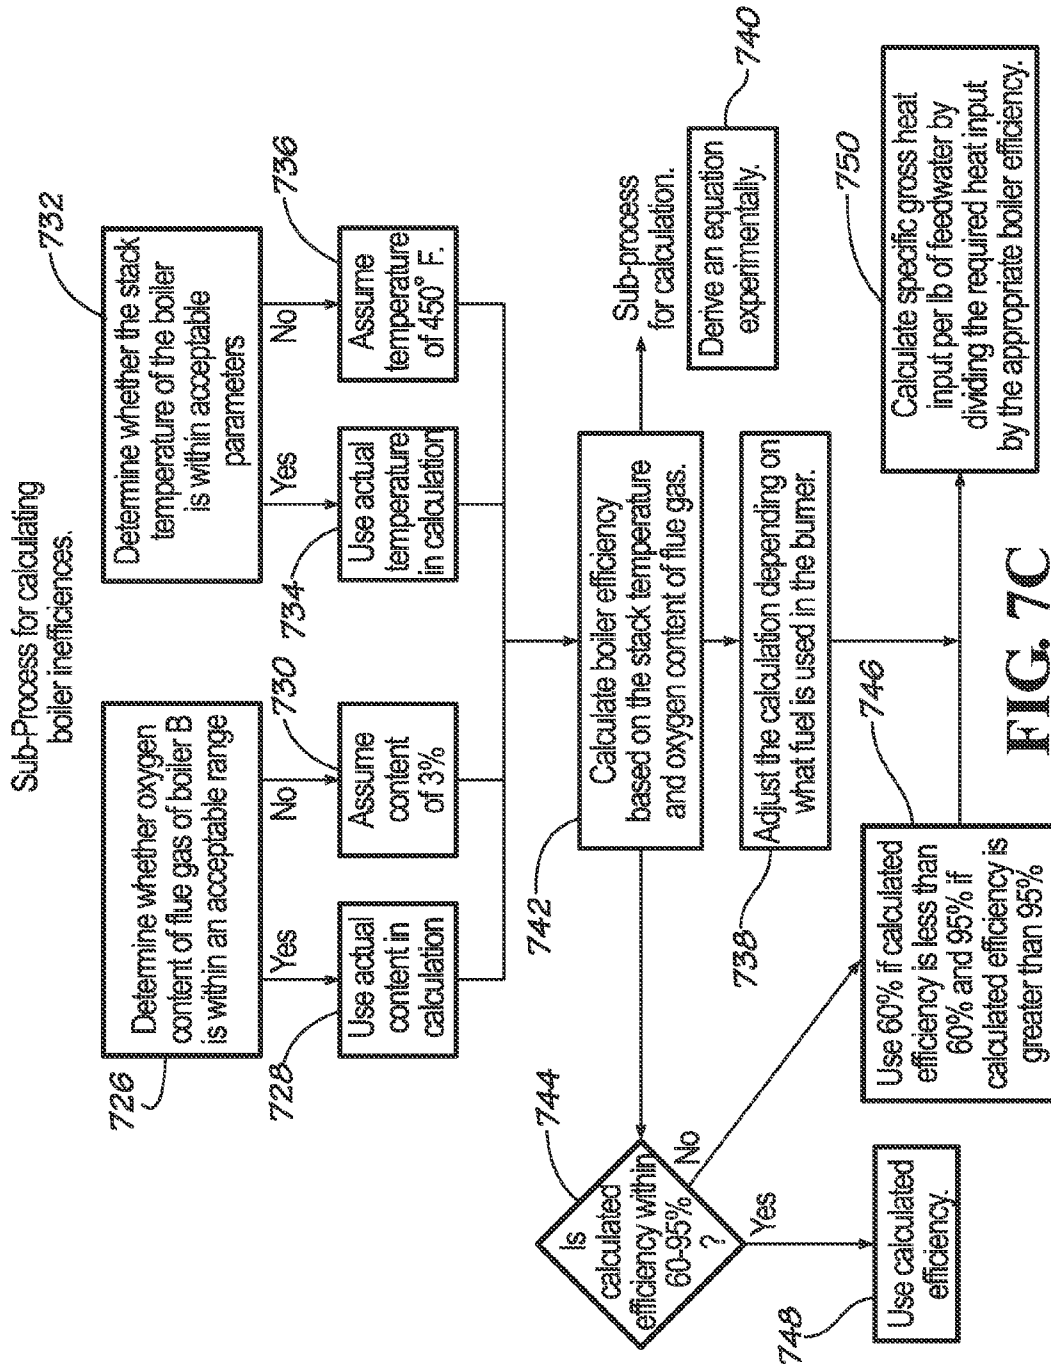 Sub-Process for calculating
boiler inefficiences.
726
Determine whether oxygen
content of flue gas of boiler B
is within an acceptable range
Yes
No
728
Use actual
content in
calculation
730
Assume
content
of 3%
732
Determine whether the stack
temperature of the boiler
is within acceptable
parameters
Yes
No
734
Use actual
temperature
in calculation
736
Assume
temperature
of 450° F.
742
Calculate boiler efficiency
based on the stack temperature
and oxygen content of flue gas.
Sub-process
for calculation.
740
Derive an equation
experimentally.
738
Adjust the calculation depending on
what fuel is used in the burner.
744
Is
calculated
efficiency within
60-95%
?
No
Yes
748
Use calculated
efficiency.
746
Use 60% if calculated
efficiency is less than
60% and 95% if
calculated efficiency is
greater than 95%
750
Calculate specific gross heat
input per lb of feedwater by
dividing the required heat input
by the appropriate boiler efficiency.
FIG. 7C